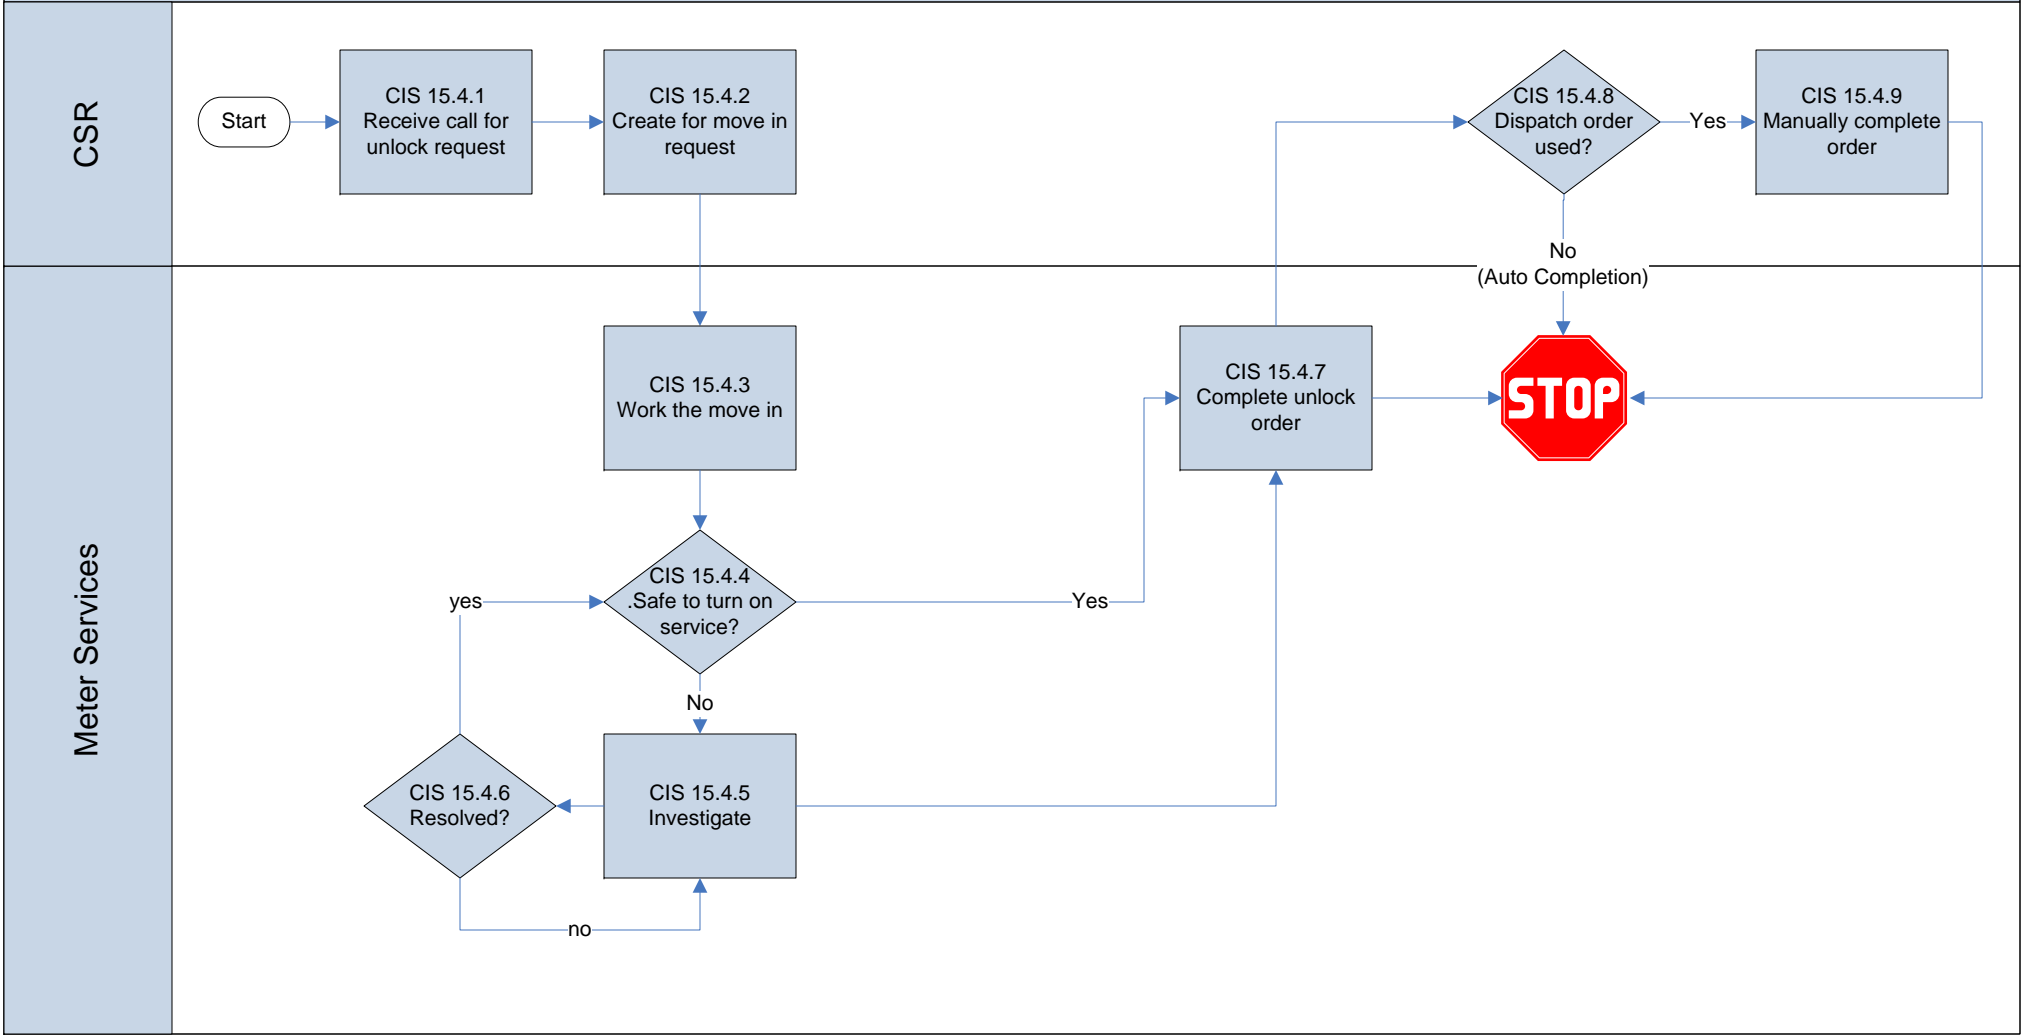 CSR
Start
CIS 15.4.1
Receive call for
unlock request
CIS 15.4.2
Create for move in
request
CIS 15.4.8
Dispatch order
used?
Yes
CIS 15.4.9
Manually complete
order
No
(Auto Completion)
Meter Services
CIS 15.4.3
Work the move in
CIS 15.4.7
Complete unlock
order
STOP
CIS 15.4.4
.Safe to turn on
service?
yes
Yes
No
CIS 15.4.6
Resolved?
CIS 15.4.5
Investigate
no